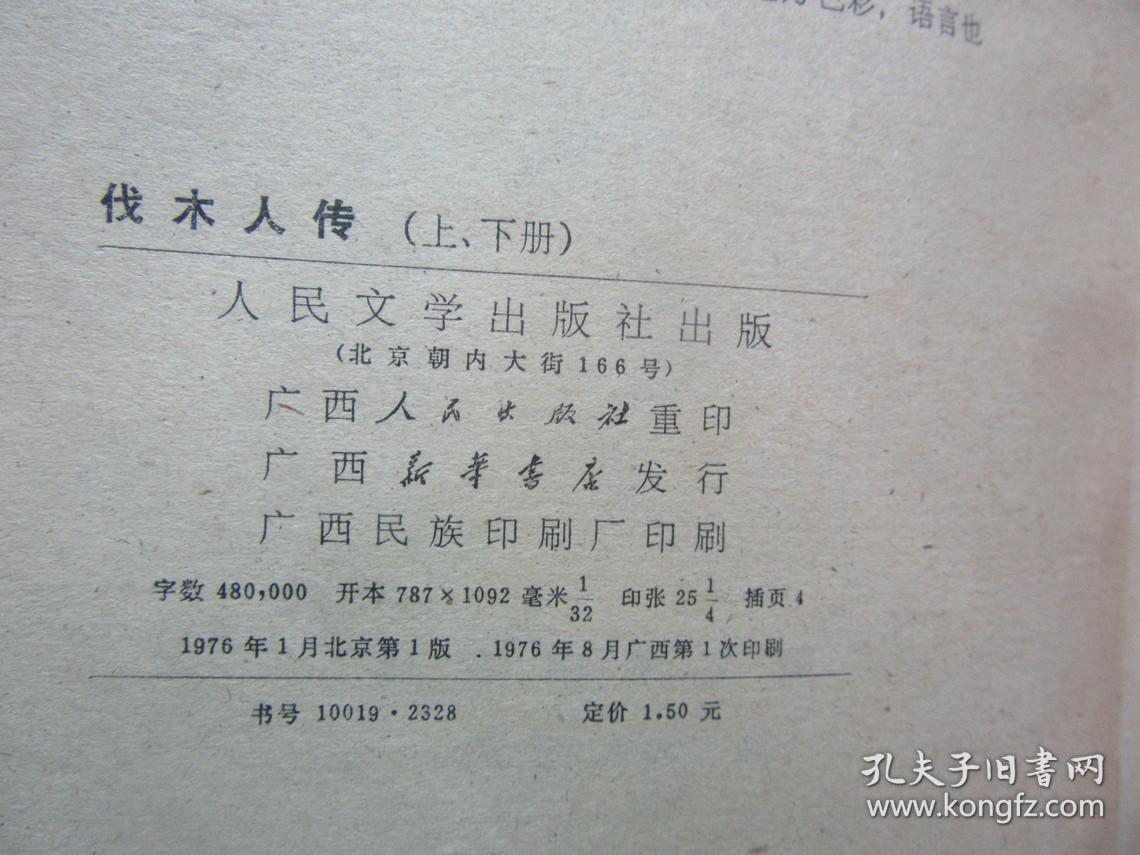 色彩，语言也
伐木人传（上、下册）
人民文学出版社出版
（北京朝内大街166号）
广西人民出版社重印
广西新华书店发行
广西民族印刷厂印刷
字数 480,000 开本 787×1092 毫米 1/32 印张 25 1/4 插页 4
1976 年 1 月北京第 1 版 . 1976 年 8 月广西第 1 次印刷
书号 10019·2328 定价 1.50 元
孔夫子旧书网
www.kongfz.com